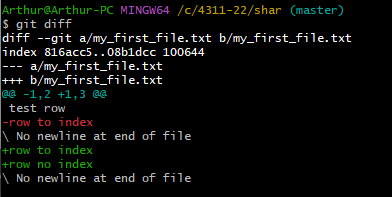 Arthur@Arthur-PC MINGW64 /c/4311-22/shar (master)
$ git diff
diff --git a/my_first_file.txt b/my_first_file.txt
index 816acc5..08b1dcc 100644
--- a/my_first_file.txt
+++ b/my_first_file.txt
@@ -1,2 +1,3 @@
 test row
-row to index
\ No newline at end of file
+row to index
+row no index
\ No newline at end of file